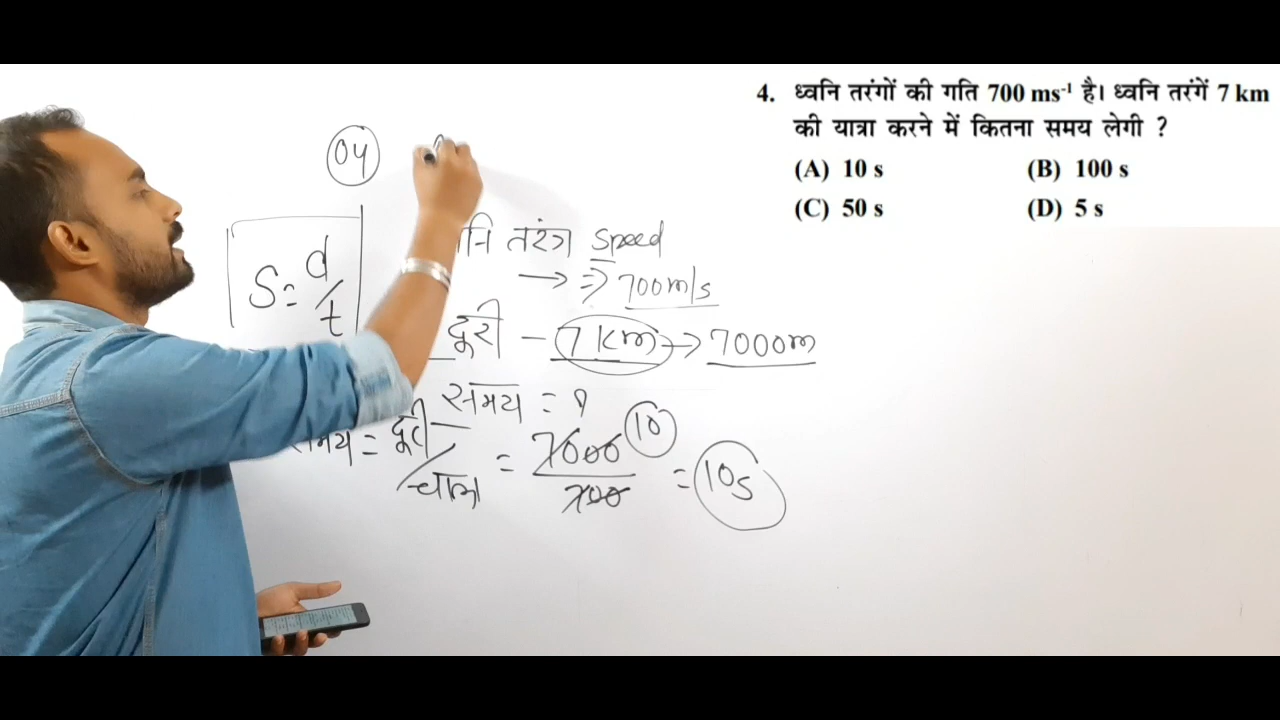 4. ध्वनि तरंगों की गति 700 ms⁻¹ है। ध्वनि तरंगें 7 km
की यात्रा करने में कितना समय लेगी ?
(A) 10 s (B) 100 s
(C) 50 s (D) 5 s
04
S = d/t
तरंग speed
→ ⇒ 700m/s
दूरी – 7 km → 7000m
समय = ?
दूरी/चाल = 7000/700 10 = 10s